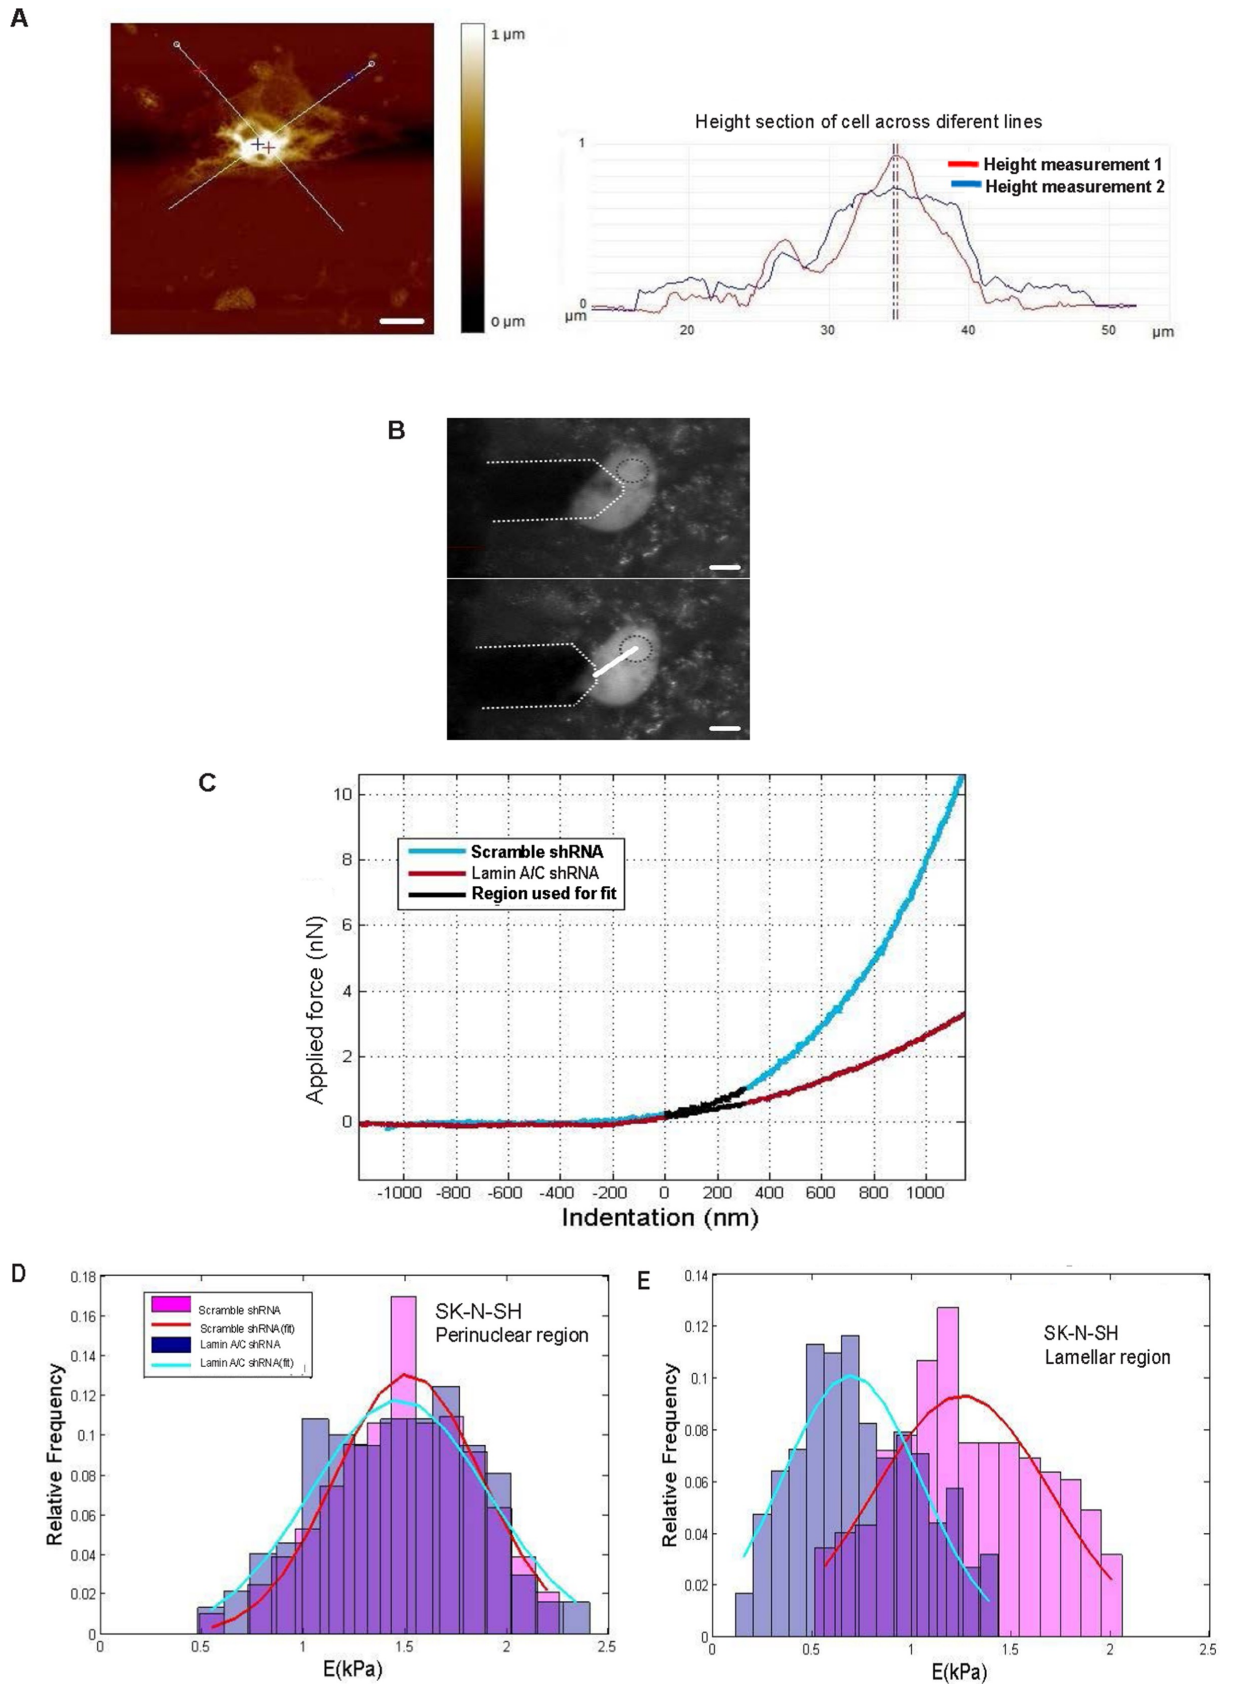 A
1 µm
0 µm
Height section of cell across diferent lines
1
0
µm
Height measurement 1
Height measurement 2
20
30
40
50
µm
B
C
Applied force (nN)
10
8
6
4
2
0
Scramble shRNA
Lamin A/C shRNA
Region used for fit
-1000
-800
-600
-400
-200
0
200
400
600
800
1000
Indentation (nm)
D
Relative Frequency
0.18
0.16
0.14
0.12
0.1
0.08
0.06
0.04
0.02
0
Scramble shRNA
Scramble shRNA(fit)
Lamin A/C shRNA
Lamin A/C shRNA(fit)
SK-N-SH
Perinuclear region
0
0.5
1
1.5
2
2.5
E(kPa)
E
Relative Frequency
0.14
0.12
0.1
0.08
0.06
0.04
0.02
0
SK-N-SH
Lamellar region
0
0.5
1
1.5
2
2.5
E(kPa)